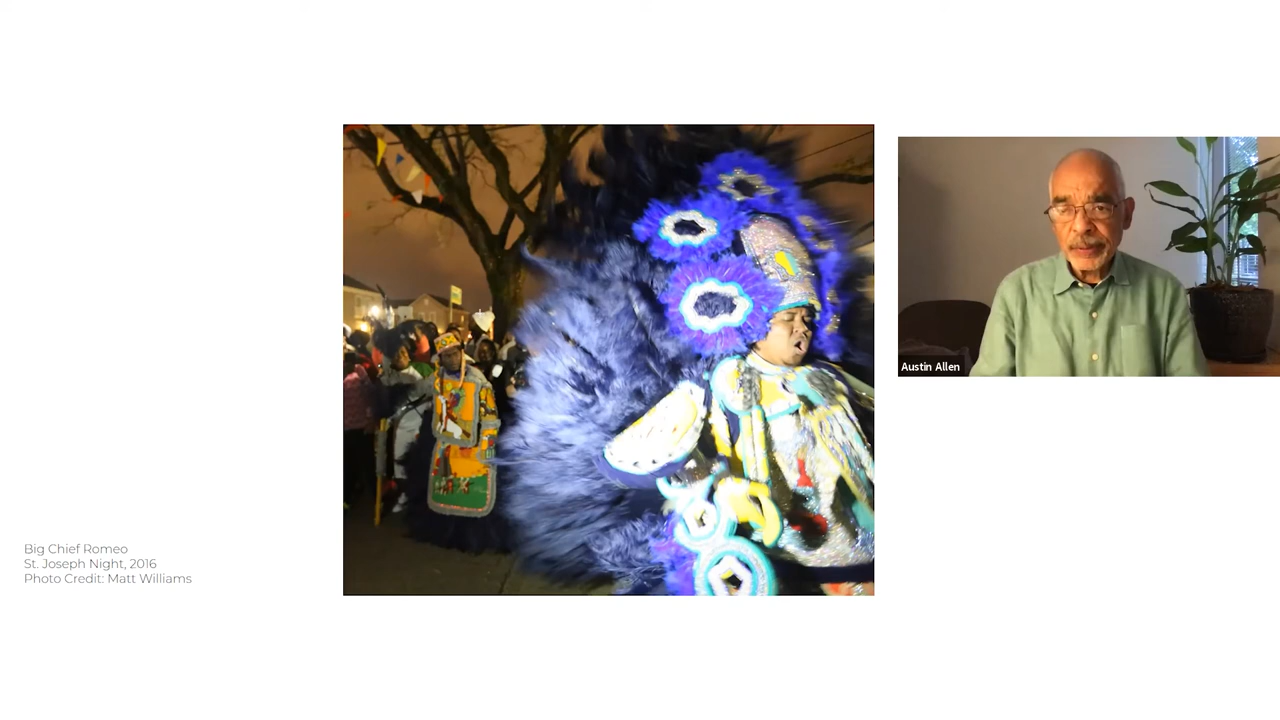 Big Chief Romeo
St. Joseph Night, 2016
Photo Credit: Matt Williams
Austin Allen